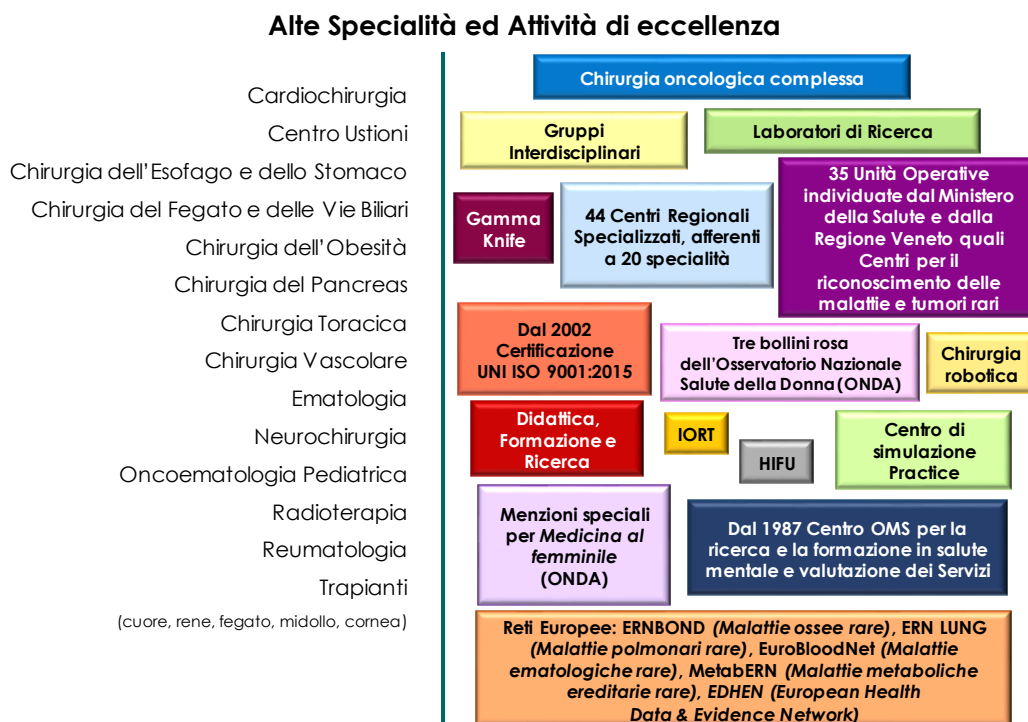 Alte Specialità ed Attività di eccellenza
Cardiochirurgia
Centro Ustioni
Chirurgia dell'Esofago e dello Stomaco
Chirurgia del Fegato e delle Vie Biliari
Chirurgia dell'Obesità
Chirurgia del Pancreas
Chirurgia Toracica
Chirurgia Vascolare
Ematologia
Neurochirurgia
Oncoematologia Pediatrica
Radioterapia
Reumatologia
Trapianti
(cuore, rene, fegato, midollo, cornea)
Chirurgia oncologica complessa
Gruppi
Interdisciplinari
Laboratori di Ricerca
Gamma
Knife
44 Centri Regionali
Specializzati, afferenti
a 20 specialità
35 Unità Operative
individuate dal Ministero
della Salute e dalla
Regione Veneto quali
Centri per il
riconoscimento delle
malattie e tumori rari
Dal 2002
Certificazione
UNI ISO 9001:2015
Tre bollini rosa
dell'Osservatorio Nazionale
Salute della Donna (ONDA)
Chirurgia
robotica
Didattica,
Formazione e
Ricerca
IORT
HIFU
Centro di
simulazione
Practice
Menzioni speciali
per Medicina al
femminile
(ONDA)
Dal 1987 Centro OMS per la
ricerca e la formazione in salute
mentale e valutazione dei Servizi
Reti Europee: ERNBOND (Malattie ossee rare), ERN LUNG
(Malattie polmonari rare), EuroBloodNet (Malattie
ematologiche rare), MetabERN (Malattie metaboliche
ereditarie rare), EDHEN (European Health
Data & Evidence Network)